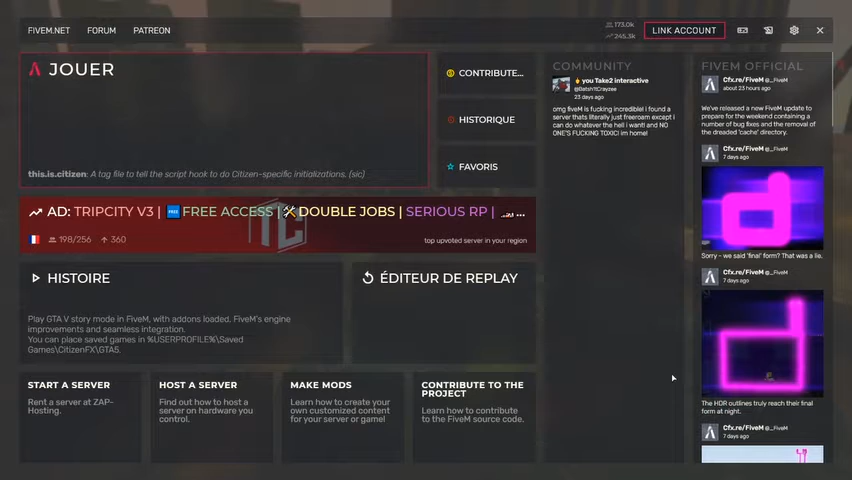 FIVEM.NET FORUM PATREON
173.0k
245.3k
LINK ACCOUNT
JOUER
this.is.citizen: A tag file to tell the script hook to do Citizen-specific initializations. (sic)
CONTRIBUTE...
HISTORIQUE
FAVORIS
AD: TRIPCITY V3 | FREE FREE ACCESS | DOUBLE JOBS | SERIOUS RP | ...
198/256 360
top upvoted server in your region
TC
HISTOIRE
Play GTA V story mode in FiveM, with addons loaded, FiveM's engine
improvements and seamless integration.
You can place saved games in %USERPROFILE%\Saved
Games\CitizenFX\GTA5.
ÉDITEUR DE REPLAY
START A SERVER
Rent a server at ZAP-
Hosting.
HOST A SERVER
Find out how to host a
server on hardware you
control.
MAKE MODS
Learn how to create your
own customized content
for your server or game!
CONTRIBUTE TO THE
PROJECT
Learn how to contribute
to the FiveM source code.
COMMUNITY
you Take2 interactive
@BatshitCrayzee
23 days ago
omg fiveM is fucking incredible! i found a
server thats literally just freeroam except i
can do whatever the hell i want! and NO
ONE'S FUCKING TOXIC! im home!
FIVEM OFFICIAL
Cfx.re/FiveM @_FiveM
about 23 hours ago
We've released a new FiveM update to
prepare for the weekend containing a
number of bug fixes and the removal of
the dreaded 'cache' directory.
Cfx.re/FiveM @_FiveM
7 days ago
Sorry - we said 'final' form? That was a lie.
Cfx.re/FiveM @_FiveM
7 days ago
The HDR outlines truly reach their final
form at night.
Cfx.re/FiveM @_FiveM
7 days ago